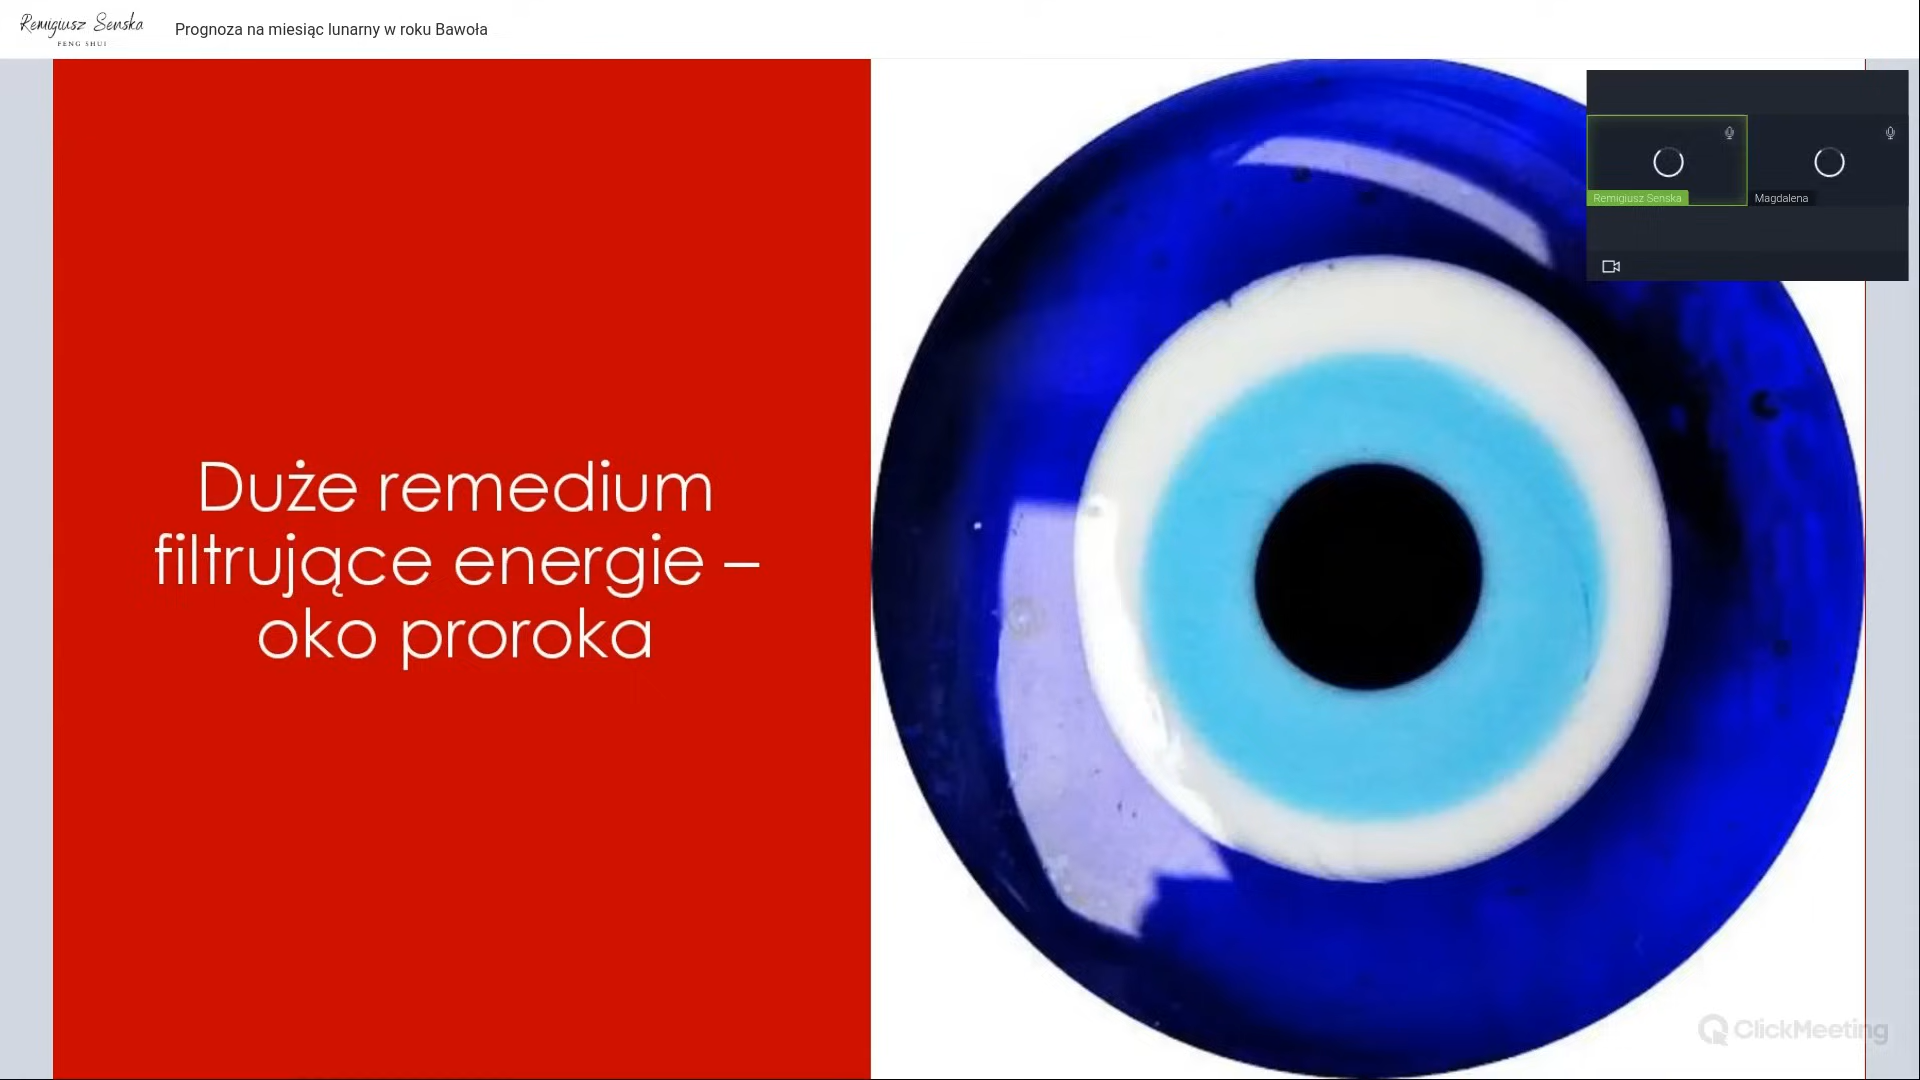 Remigiusz Senska
FENG SHUI
Prognoza na miesiąc lunarny w roku Bawoła
Remigiusz Senska
Magdalena
Duże remedium
filtrujące energie –
oko proroka
ClickMeeting